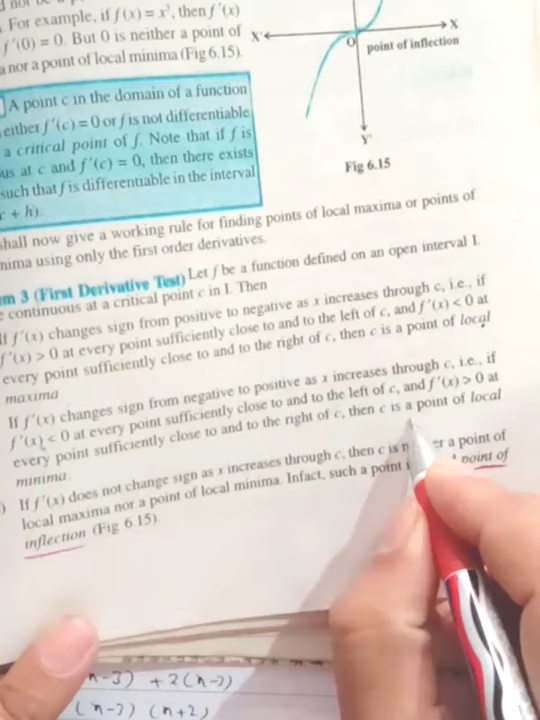 For example, if f(x) = x³, then f′(x)
f′(0) = 0. But 0 is neither a point of
nor a point of local minima (Fig 6.15).
X′
X
O
point of inflection
Y′
Fig 6.15
A point c in the domain of a function
either f′(c) = 0 or f is not differentiable
a critical point of f. Note that if f is
at c and f′(c) = 0, then there exists
such that f is differentiable in the interval
+ h).
shall now give a working rule for finding points of local maxima or points of
using only the first order derivatives.
3 (First Derivative Test) Let f be a function defined on an open interval I.
continuous at a critical point c in I. Then
If f′(x) changes sign from positive to negative as x increases through c, i.e., if
f′(x) > 0 at every point sufficiently close to and to the left of c, and f′(x) < 0 at
every point sufficiently close to and to the right of c, then c is a point of local
maxima
If f′(x) changes sign from negative to positive as x increases through c, i.e., if
f′(x) < 0 at every point sufficiently close to and to the left of c, and f′(x) > 0 at
every point sufficiently close to and to the right of c, then c is a point of local
minima.
) If f′(x) does not change sign as x increases through c, then c is a point of
local maxima nor a point of local minima. Infact, such a point point of
inflection (Fig 6.15)
n-3) + 2(n-3)
(n-3) (n+2)